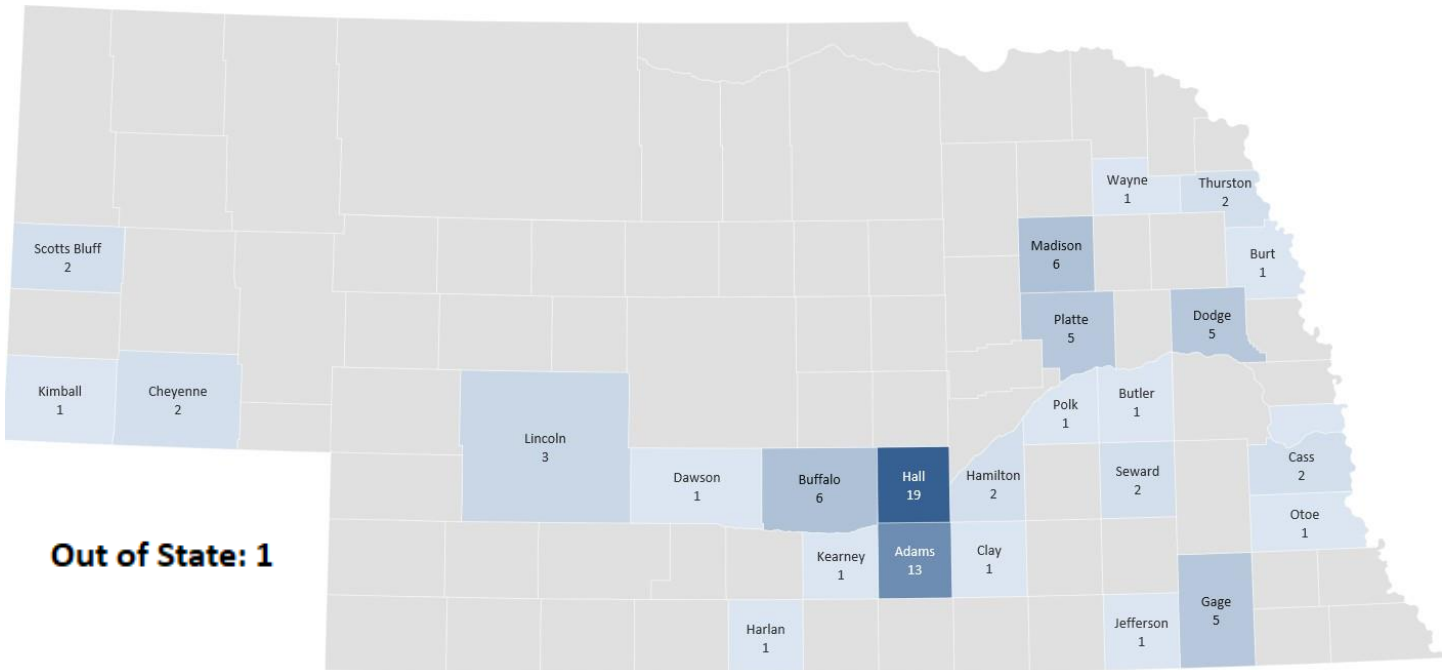 Wayne
1
Thurston
2
Madison
6
Scotts Bluff
2
Burt
1
Platte
5
Dodge
5
Kimball
1
Cheyenne
2
Polk
1
Butler
1
Lincoln
3
Dawson
1
Buffalo
6
Hall
19
Hamilton
2
Seward
2
Cass
2
Otoe
1
Out of State: 1
Kearney
1
Adams
13
Clay
1
Gage
5
Harlan
1
Jefferson
1